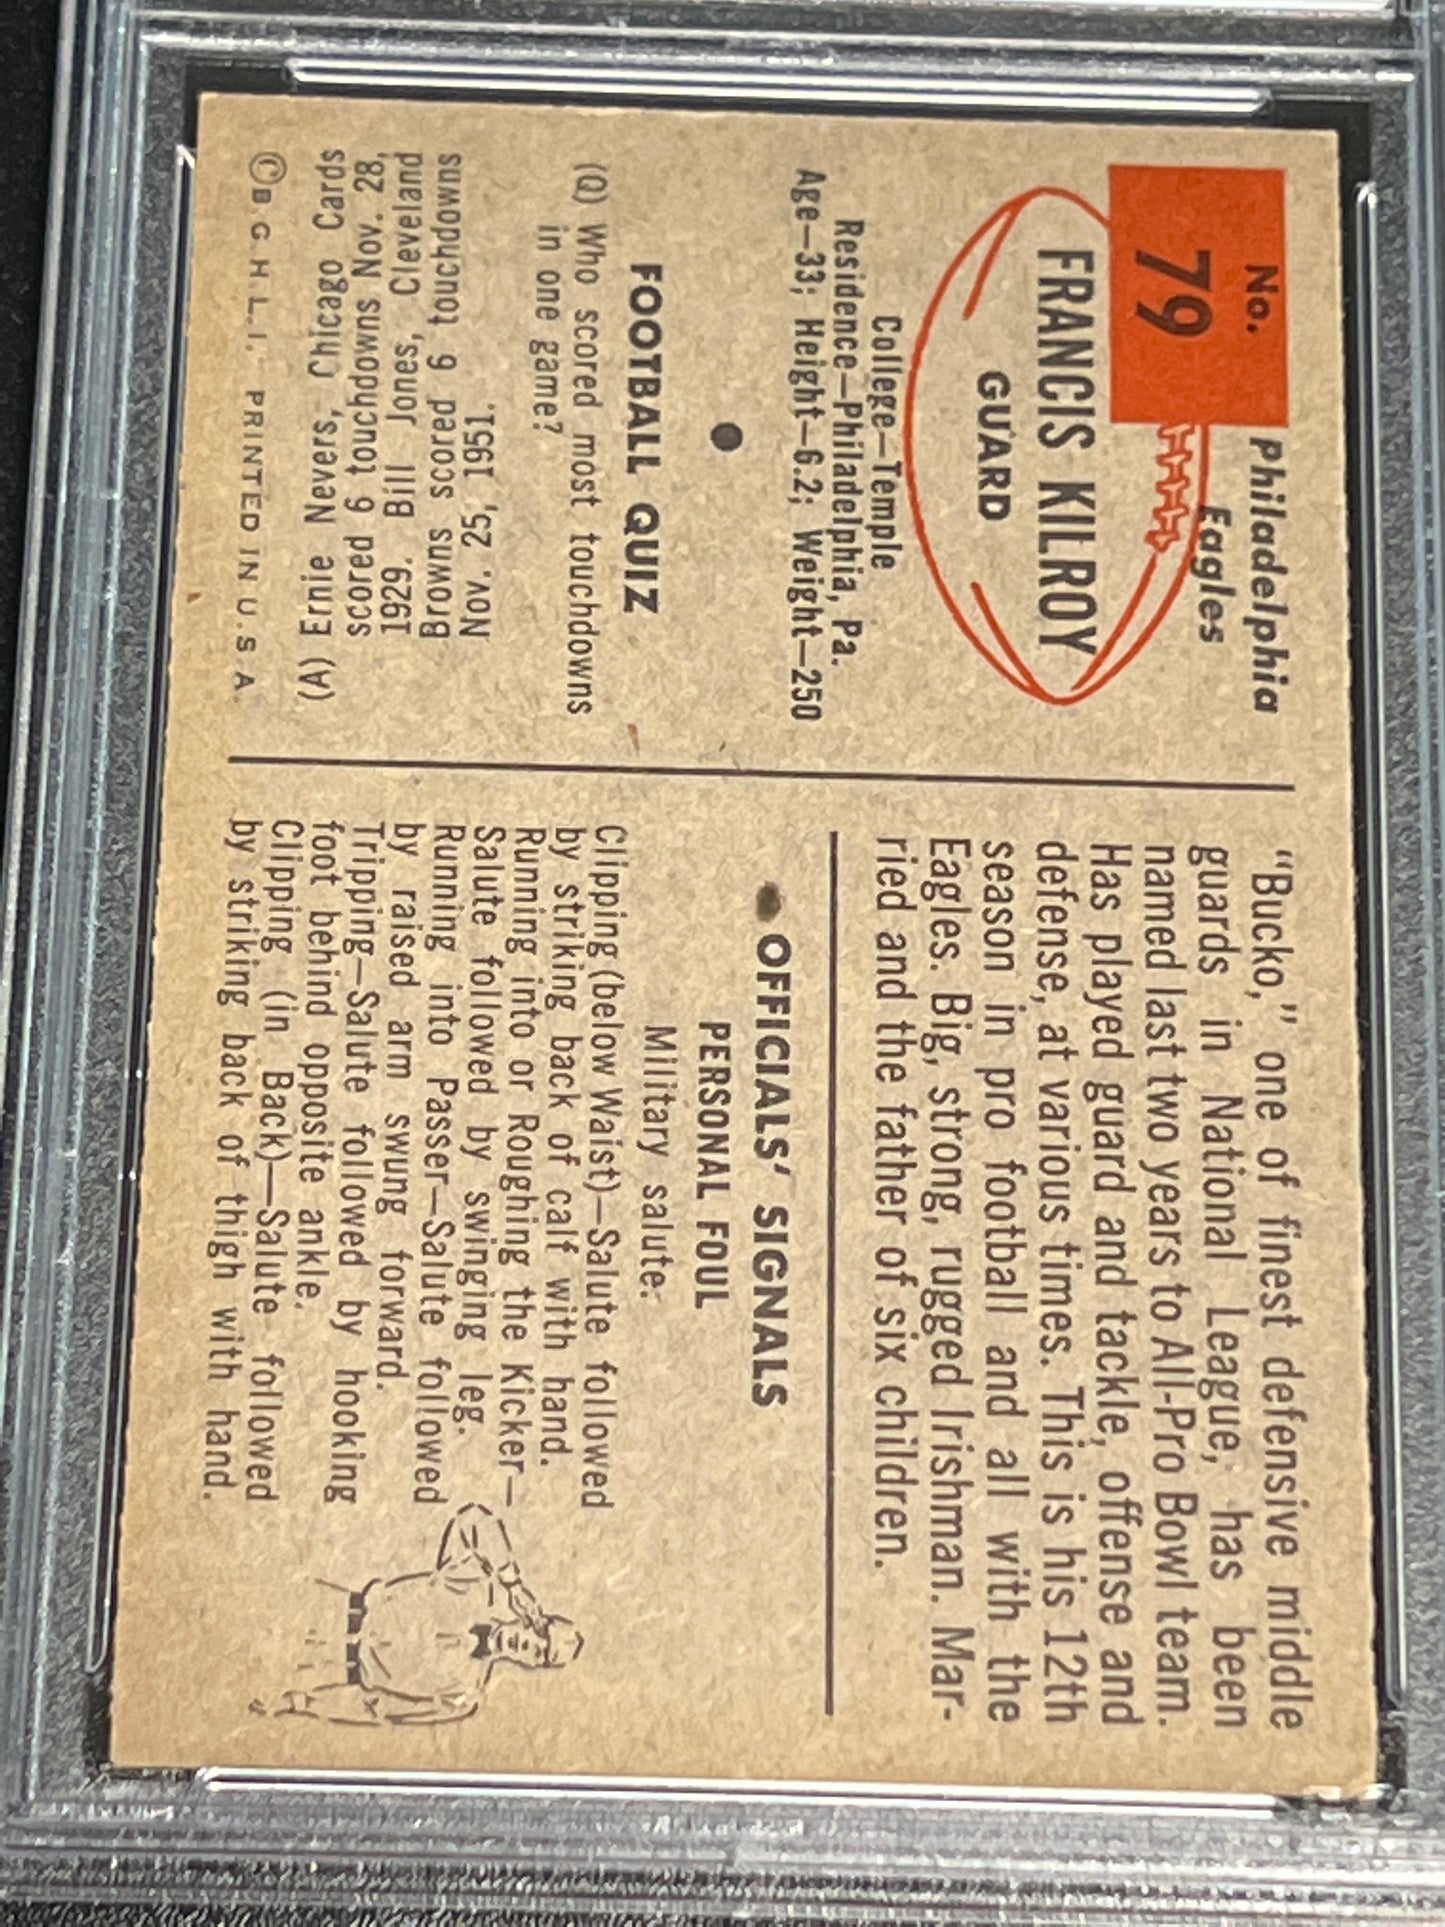 No.
79
Philadelphia
Eagles
FRANCIS KILROY
GUARD
College—Temple
Residence—Philadelphia, Pa.
Age—33; Height—6.2; Weight—250
FOOTBALL QUIZ
(Q) Who scored most touchdowns
in one game?
(A) Ernie Nevers, Chicago Cards
scored 6 touchdowns Nov. 28,
1929. Bill Jones, Cleveland
Browns scored 6 touchdowns
Nov. 25, 1951.
©B.G.H.L.I. PRINTED IN U.S.A
"Bucko," one of finest defensive middle
guards in National League, has been
named last two years to All-Pro Bowl team.
Has played guard and tackle, offense and
defense, at various times. This is his 12th
season in pro football and all with the
Eagles. Big, strong, rugged Irishman. Mar-
ried and the father of six children.
OFFICIALS' SIGNALS
PERSONAL FOUL
Military salute.
Clipping (below Waist)—Salute followed
by striking back of calf with hand.
Running into or Roughing the Kicker—
Salute followed by swinging leg.
Running into Passer—Salute followed
by raised arm swung forward.
Tripping—Salute followed by hooking
foot behind opposite ankle.
Clipping (in Back)—Salute followed
by striking back of thigh with hand.